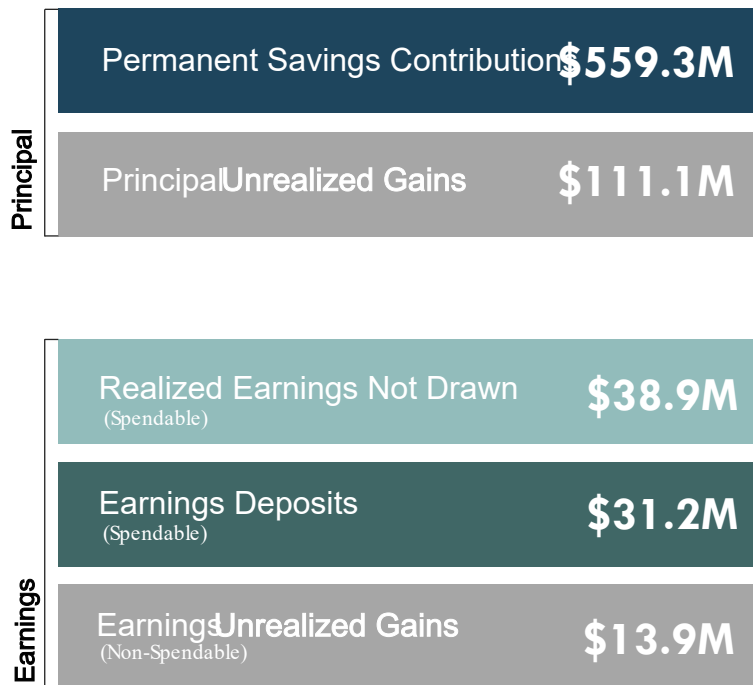 Principal
Permanent Savings Contributions $559.3M
Principal Unrealized Gains $111.1M
Earnings
Realized Earnings Not Drawn $38.9M
(Spendable)
Earnings Deposits $31.2M
(Spendable)
Earnings Unrealized Gains $13.9M
(Non-Spendable)